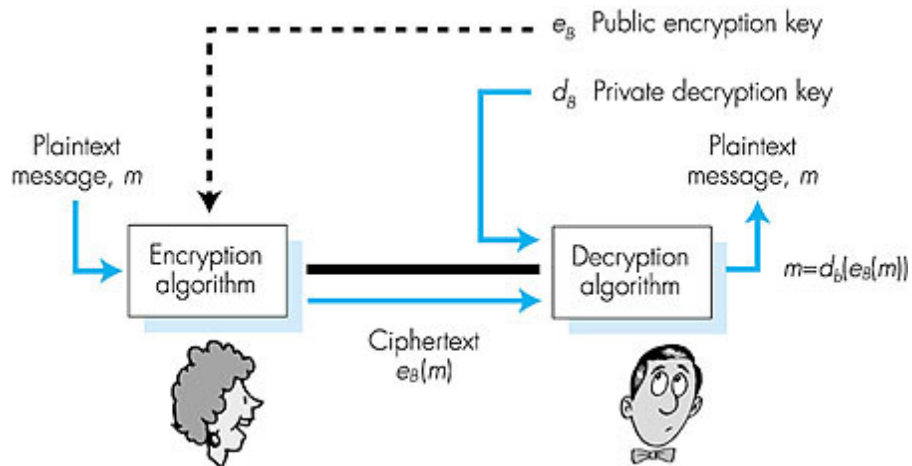 e_B Public encryption key
d_B Private decryption key
Plaintext
message, m
Plaintext
message, m
Encryption
algorithm
Decryption
algorithm
m=d_b(e_B(m))
Ciphertext
e_B(m)